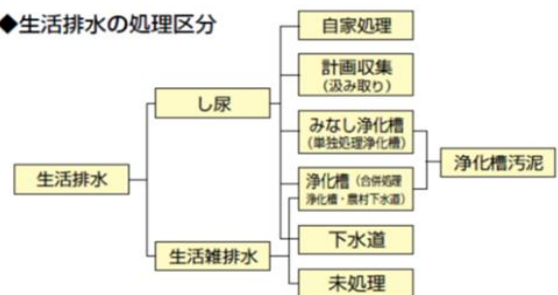 ◆生活排水の処理区分
自家処理
計画収集
(汲み取り)
し尿
みなし浄化槽
(単独処理浄化槽)
浄化槽汚泥
生活排水
浄化槽(合併処理
浄化槽・農村下水道)
下水道
生活雑排水
未処理